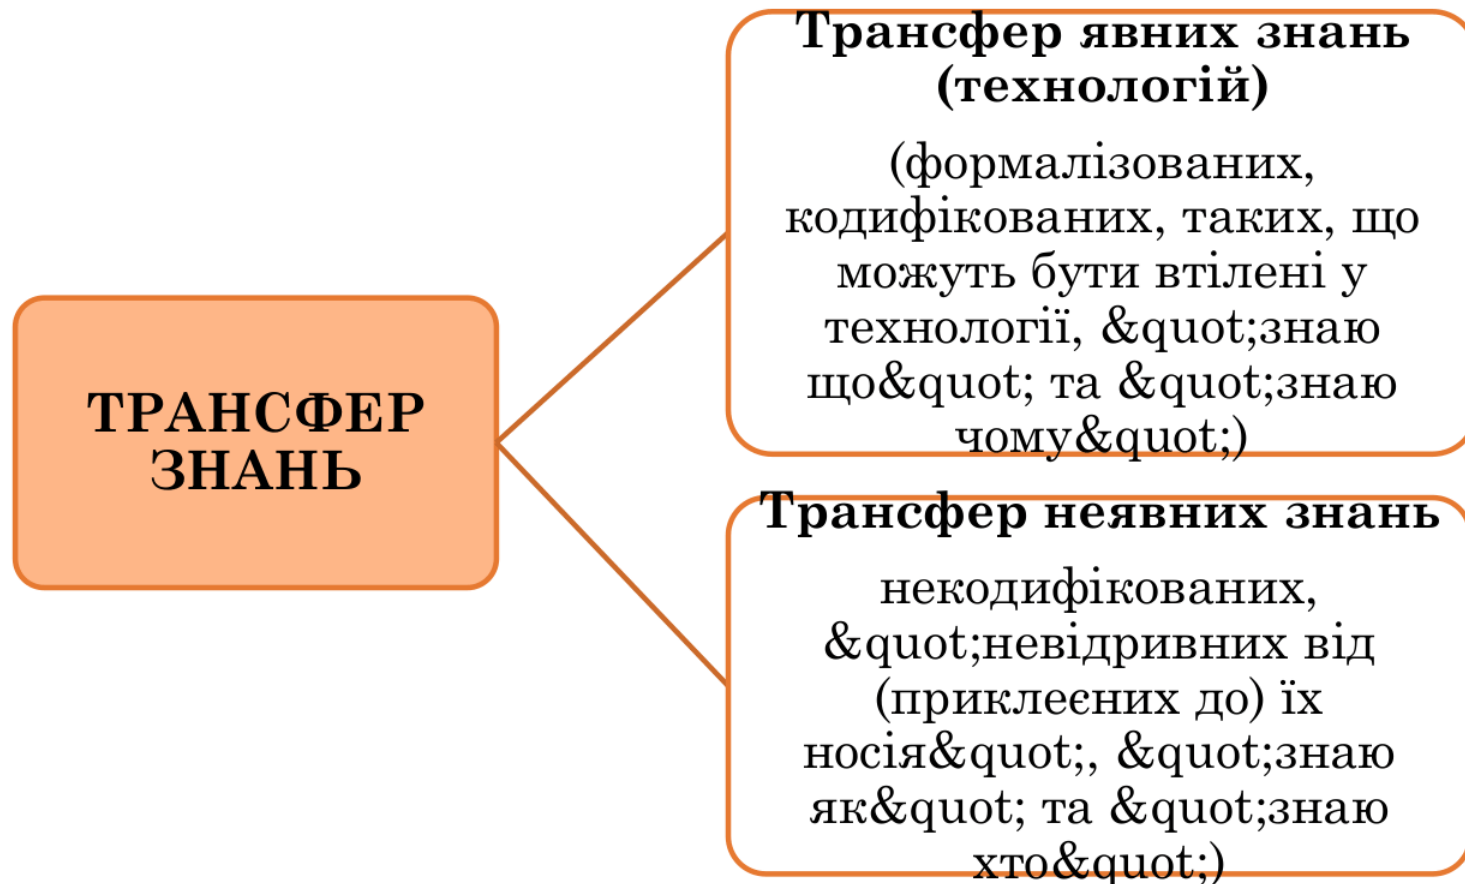 ТРАНСФЕР
ЗНАНЬ
Трансфер явних знань
(технологій)
(формалізованих,
кодифікованих, таких, що
можуть бути втілені у
технології, &quot;знаю
що&quot; та &quot;знаю
чому&quot;)
Трансфер неявних знань
некодифікованих,
&quot;невідривних від
(приклеєних до) їх
носія&quot;, &quot;знаю
як&quot; та &quot;знаю
хто&quot;)